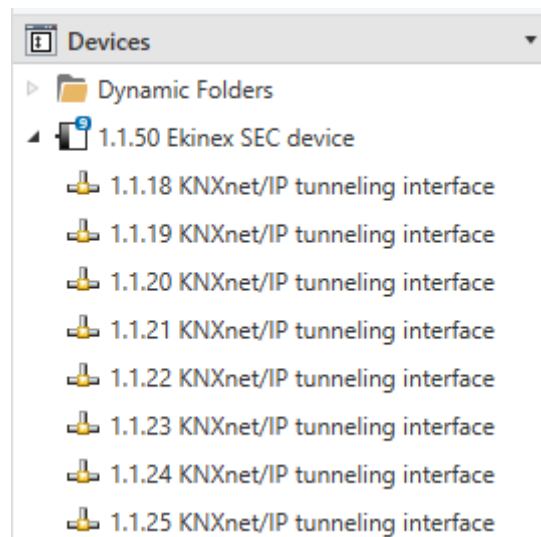 Devices
Dynamic Folders
9
1.1.50 Ekinex SEC device
1.1.18 KNXnet/IP tunneling interface
1.1.19 KNXnet/IP tunneling interface
1.1.20 KNXnet/IP tunneling interface
1.1.21 KNXnet/IP tunneling interface
1.1.22 KNXnet/IP tunneling interface
1.1.23 KNXnet/IP tunneling interface
1.1.24 KNXnet/IP tunneling interface
1.1.25 KNXnet/IP tunneling interface